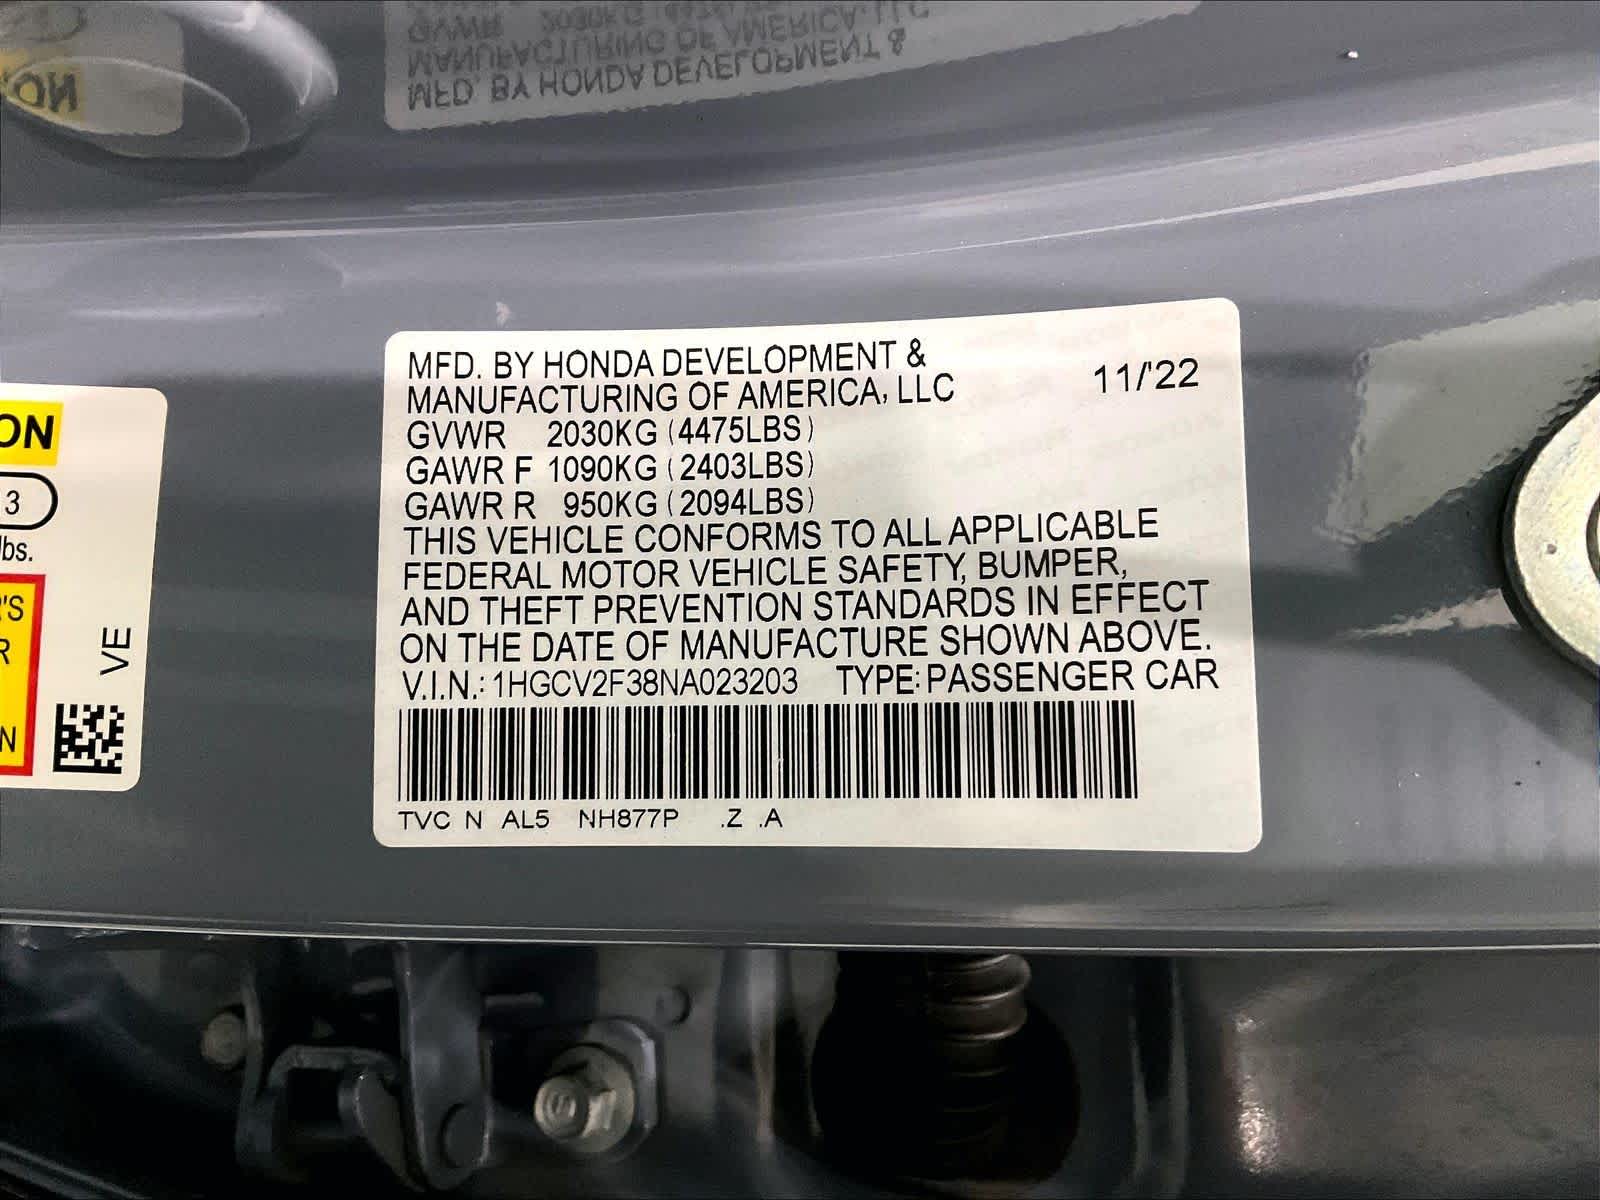 MFD. BY HONDA DEVELOPMENT &
MANUFACTURING OF AMERICA, LLC
11/'22
GVWR 2030KG (4475LBS)
GAWR F 1090KG (2403LBS)
GAWR R 950KG (2094LBS)
THIS VEHICLE CONFORMS TO ALL APPLICABLE
FEDERAL MOTOR VEHICLE SAFETY, BUMPER,
AND THEFT PREVENTION STANDARDS IN EFFECT
ON THE DATE OF MANUFACTURE SHOWN ABOVE.
V.I.N.: 1HGCV2F38NA023203 TYPE: PASSENGER CAR
TVC N AL5 NH877P .Z .A
ON
3
lbs.
'S
R
N
VE
MFD. BY HONDA DEVELOPMENT &
MANUFACTURING OF AMERICA, LLC
GVWR